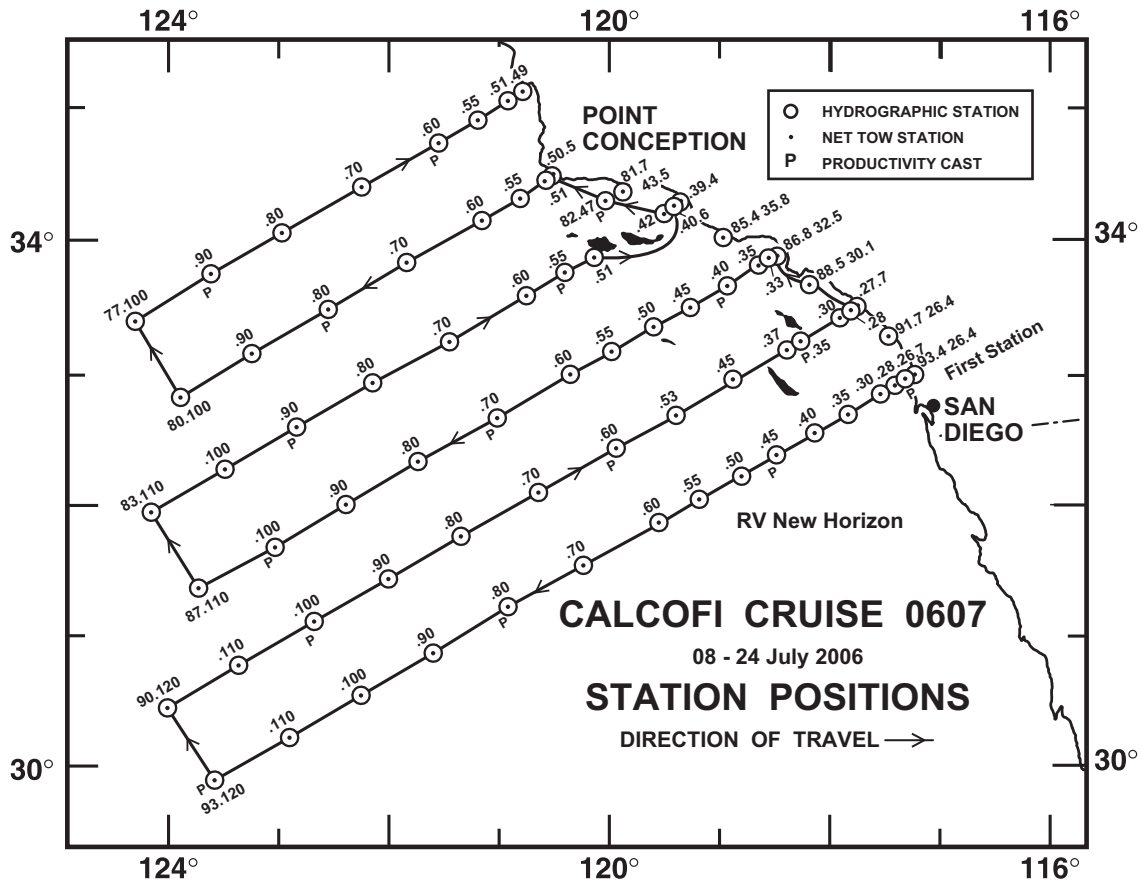 124° 120° 116°
POINT
CONCEPTION
HYDROGRAPHIC STATION
NET TOW STATION
P PRODUCTIVITY CAST
77.100
.90
P
.80
.70
.60
P
.55
.51
.49
80.100
.90
.80
P
.70
.60
.55
.51
.50.5
82.47
P
81.7 43.5
.42
.39.4
.40.6
83.110
.100
.90
P
.80
.70
.60
.55
P
.51
85.4 35.8
86.8 32.5
87.110
.100
P
.90
.80
.70
P
.60
.55
.50
.45
.40
P
.35
.33
88.5 30.1
90.120
.110
.100
P
.90
.80
.70
.60
P
.53
.45
.37
P.35
.30
.28
.27.7
91.7 26.4
93.120
P
.110
.100
.90
.80
P
.70
.60
.55
.50
.45
P
.40
.35
.30
.28
.26.7
P
93.4 26.4
First Station
34° 34°
SAN
DIEGO
RV New Horizon
CALCOFI CRUISE 0607
08 - 24 July 2006
STATION POSITIONS
DIRECTION OF TRAVEL
30° 30°
124° 120° 116°